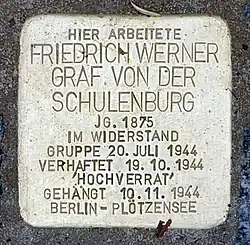 HIER ARBEITETE
FRIEDRICH WERNER
GRAF VON DER
SCHULENBURG
JG. 1875
IM WIDERSTAND
GRUPPE 20. JULI 1944
VERHAFTET 19. 10. 1944
'HOCHVERRAT'
GEHÄNGT 10. 11. 1944
BERLIN-PLÖTZENSEE